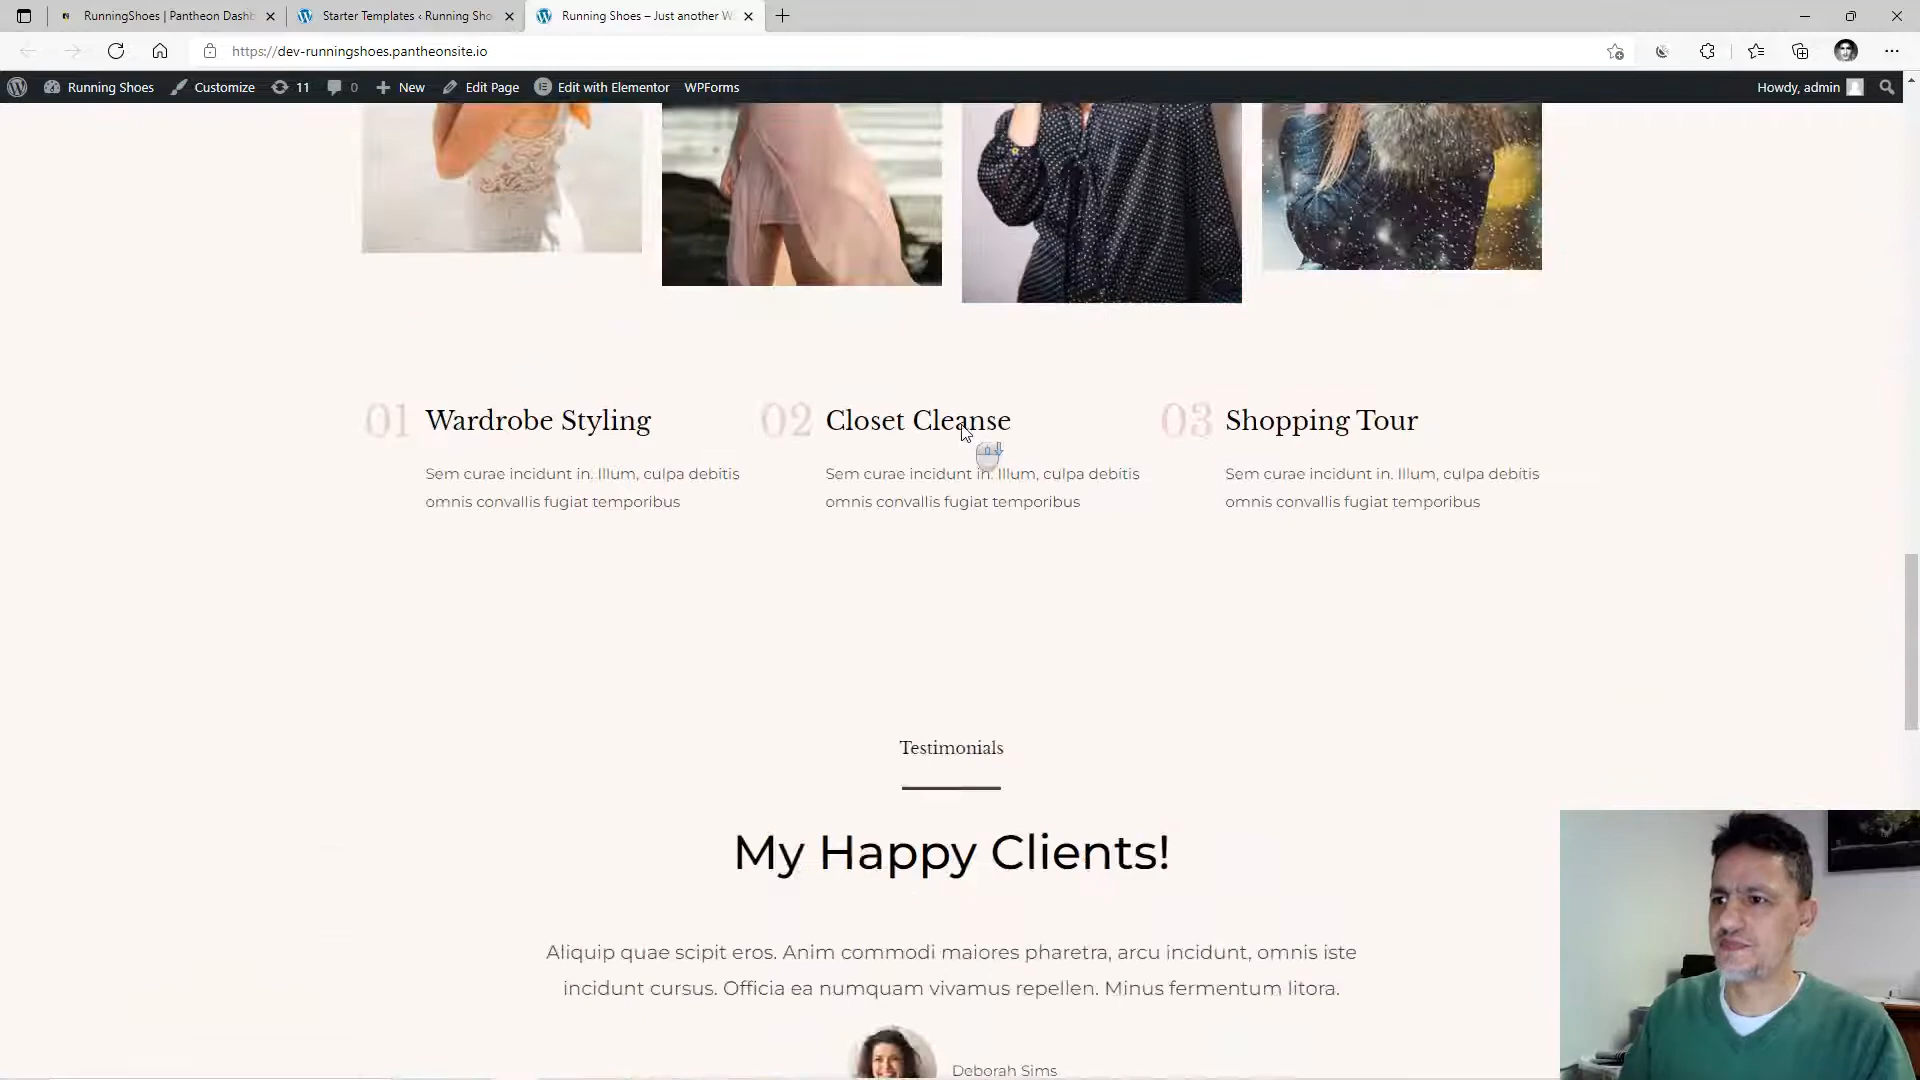 RunningShoes | Pantheon Dashb
Starter Templates ‹ Running Sho
Running Shoes – Just another W
https://dev-runningshoes.pantheonsite.io
Running Shoes
Customize
11
0
New
Edit Page
Edit with Elementor
WPForms
Howdy, admin
01 Wardrobe Styling
Sem curae incidunt in. Illum, culpa debitis
omnis convallis fugiat temporibus
02 Closet Cleanse
Sem curae incidunt in. Illum, culpa debitis
omnis convallis fugiat temporibus
03 Shopping Tour
Sem curae incidunt in. Illum, culpa debitis
omnis convallis fugiat temporibus
Testimonials
My Happy Clients!
Aliquip quae scipit eros. Anim commodi maiores pharetra, arcu incidunt, omnis iste
incidunt cursus. Officia ea numquam vivamus repellen. Minus fermentum litora.
Deborah Sims